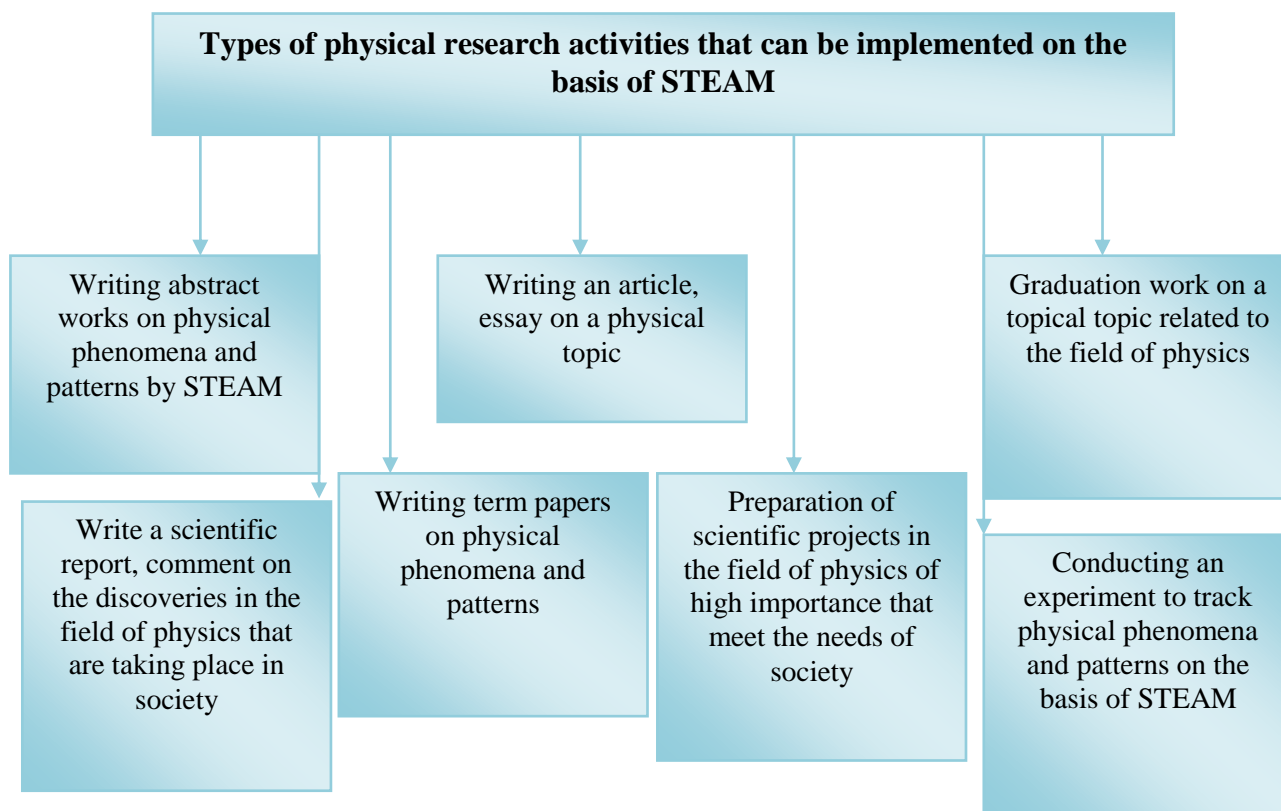 Types of physical research activities that can be implemented on the
basis of STEAM
Writing abstract
works on physical
phenomena and
patterns by STEAM
Writing an article,
essay on a physical
topic
Graduation work on a
topical topic related to
the field of physics
Write a scientific
report, comment on
the discoveries in the
field of physics that
are taking place in
society
Writing term papers
on physical
phenomena and
patterns
Preparation of
scientific projects in
the field of physics of
high importance that
meet the needs of
society
Conducting an
experiment to track
physical phenomena
and patterns on the
basis of STEAM